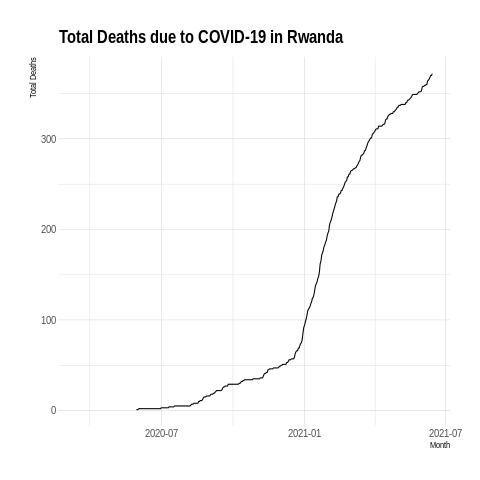 Total Deaths due to COVID-19 in Rwanda
Total Deaths
300
200
100
0
2020-07
2021-01
2021-07
Month